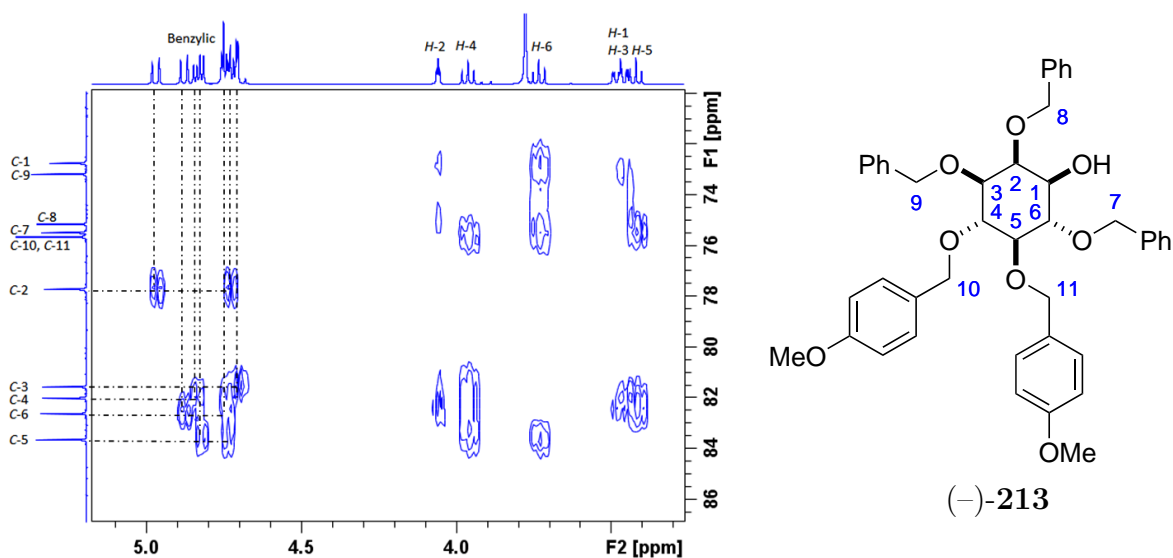 Benzylic
H-2
H-4
H-6
H-1
H-3
H-5
C-1
C-9
C-8
C-7
C-10, C-11
C-2
C-3
C-4
C-6
C-5
F1 [ppm]
74
76
78
80
82
84
86
5.0
4.5
4.0
F2 [ppm]
Ph
8
O
OH
Ph
O
9
3
2
1
4
5
6
7
O
O
O
Ph
10
11
MeO
OMe
(–)-213